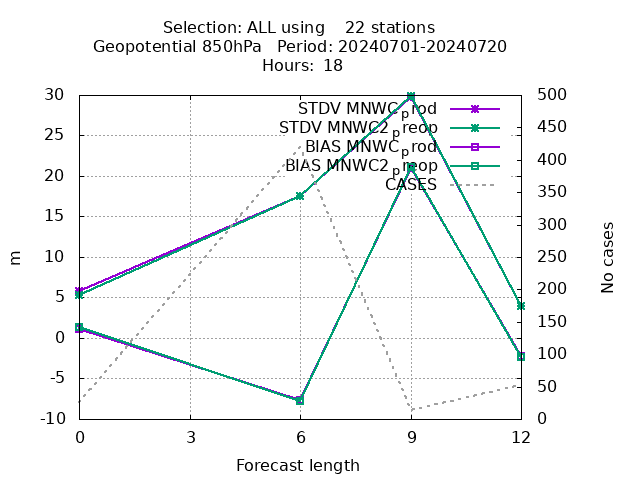 Selection: ALL using    22 stations
Geopotential 850hPa   Period: 20240701-20240720
Hours:  18
STDV MNWC_prod
STDV MNWC2_preop
BIAS MNWC_prod
BIAS MNWC2_preop
CASES
30
25
20
15
10
5
0
-5
-10
m
500
450
400
350
300
250
200
150
100
50
0
No cases
0 3 6 9 12
Forecast length